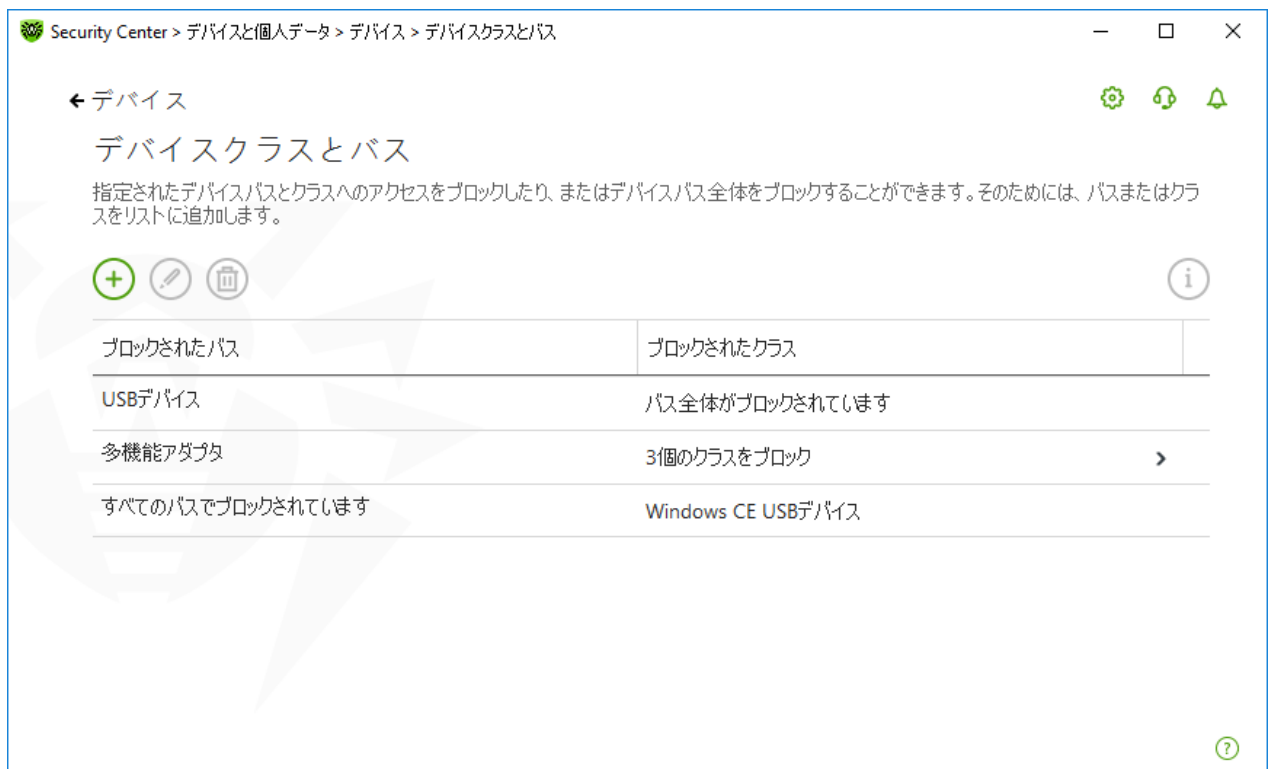 Security Center > デバイスと個人データ > デバイス > デバイスクラスとバス
デバイス
デバイスクラスとバス
指定されたデバイスバスとクラスへのアクセスをブロックしたり、またはデバイスバス全体をブロックすることができます。そのためには、バスまたはクラ
スをリストに追加します。
ブロックされたバス ブロックされたクラス
USBデバイス バス全体がブロックされています
多機能アダプタ 3個のクラスをブロック
すべてのバスでブロックされています Windows CE USBデバイス